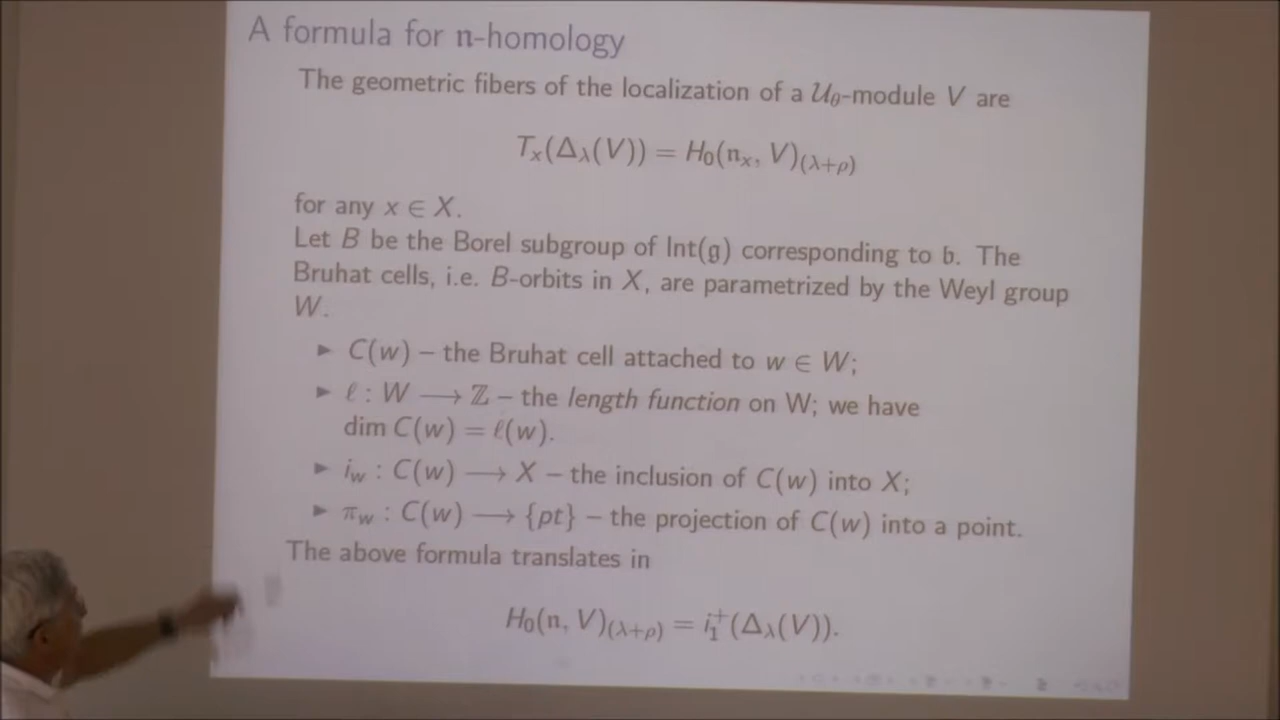 A formula for n-homology
The geometric fibers of the localization of a 𝒰_θ-module V are
T_x(Δ_λ(V)) = H_0(𝔫_x, V)_(λ+ρ)
for any x ∈ X.
Let B be the Borel subgroup of Int(𝔤) corresponding to 𝔟. The
Bruhat cells, i.e. B-orbits in X, are parametrized by the Weyl group
W.
► C(w) – the Bruhat cell attached to w ∈ W;
► ℓ : W ⟶ ℤ – the length function on W; we have
dim C(w) = ℓ(w).
► i_w : C(w) ⟶ X – the inclusion of C(w) into X;
► π_w : C(w) ⟶ {pt} – the projection of C(w) into a point.
The above formula translates in
H_0(𝔫, V)_(λ+ρ) = i_1^+(Δ_λ(V)).